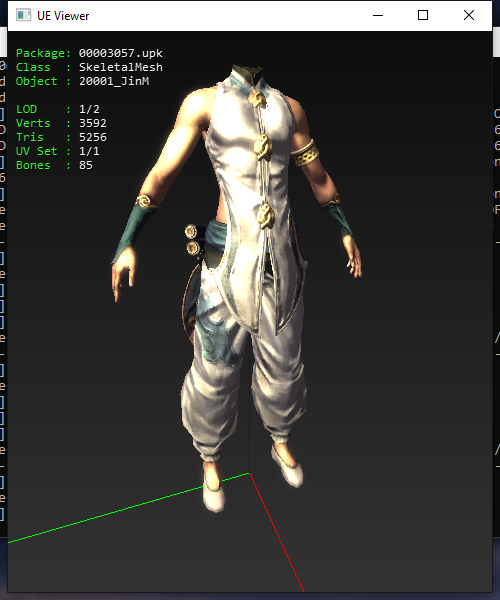 UE Viewer
Package: 00003057.upk
Class : SkeletalMesh
Object : 20001_JinM
LOD : 1/2
Verts : 3592
Tris : 5256
UV Set : 1/1
Bones : 85